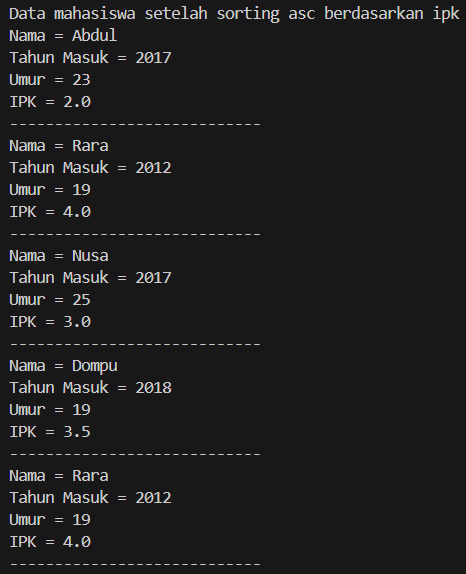 Data mahasiswa setelah sorting asc berdasarkan ipk
Nama = Abdul
Tahun Masuk = 2017
Umur = 23
IPK = 2.0
----------------------------
Nama = Rara
Tahun Masuk = 2012
Umur = 19
IPK = 4.0
----------------------------
Nama = Nusa
Tahun Masuk = 2017
Umur = 25
IPK = 3.0
----------------------------
Nama = Dompu
Tahun Masuk = 2018
Umur = 19
IPK = 3.5
----------------------------
Nama = Rara
Tahun Masuk = 2012
Umur = 19
IPK = 4.0
----------------------------